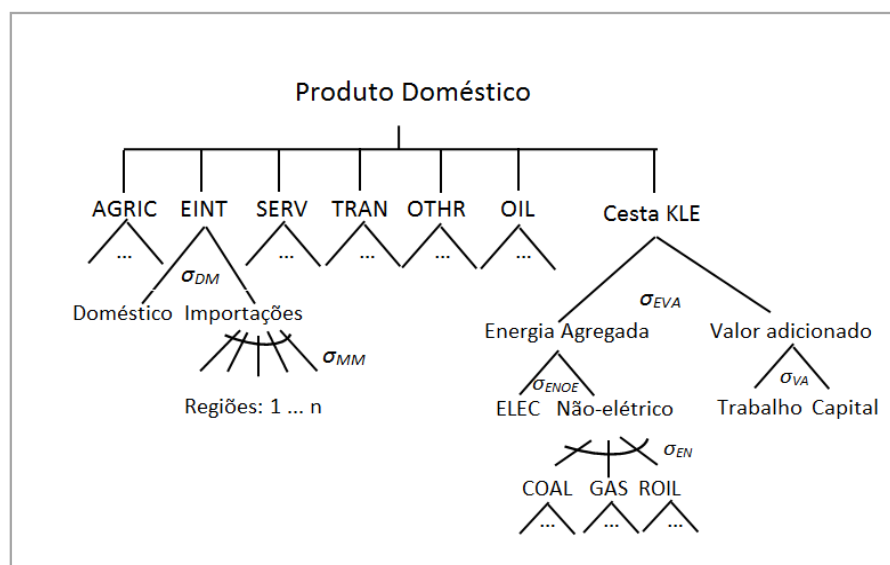 Produto Doméstico
AGRIC EINT SERV TRAN OTHR OIL Cesta KLE
... ... ... ... ...
σDM
σEVA
Doméstico Importações
Energia Agregada Valor adicionado
σMM
σENOE
σVA
Regiões: 1 ... n
ELEC Não-elétrico Trabalho Capital
σEN
COAL GAS ROIL
... ... ...